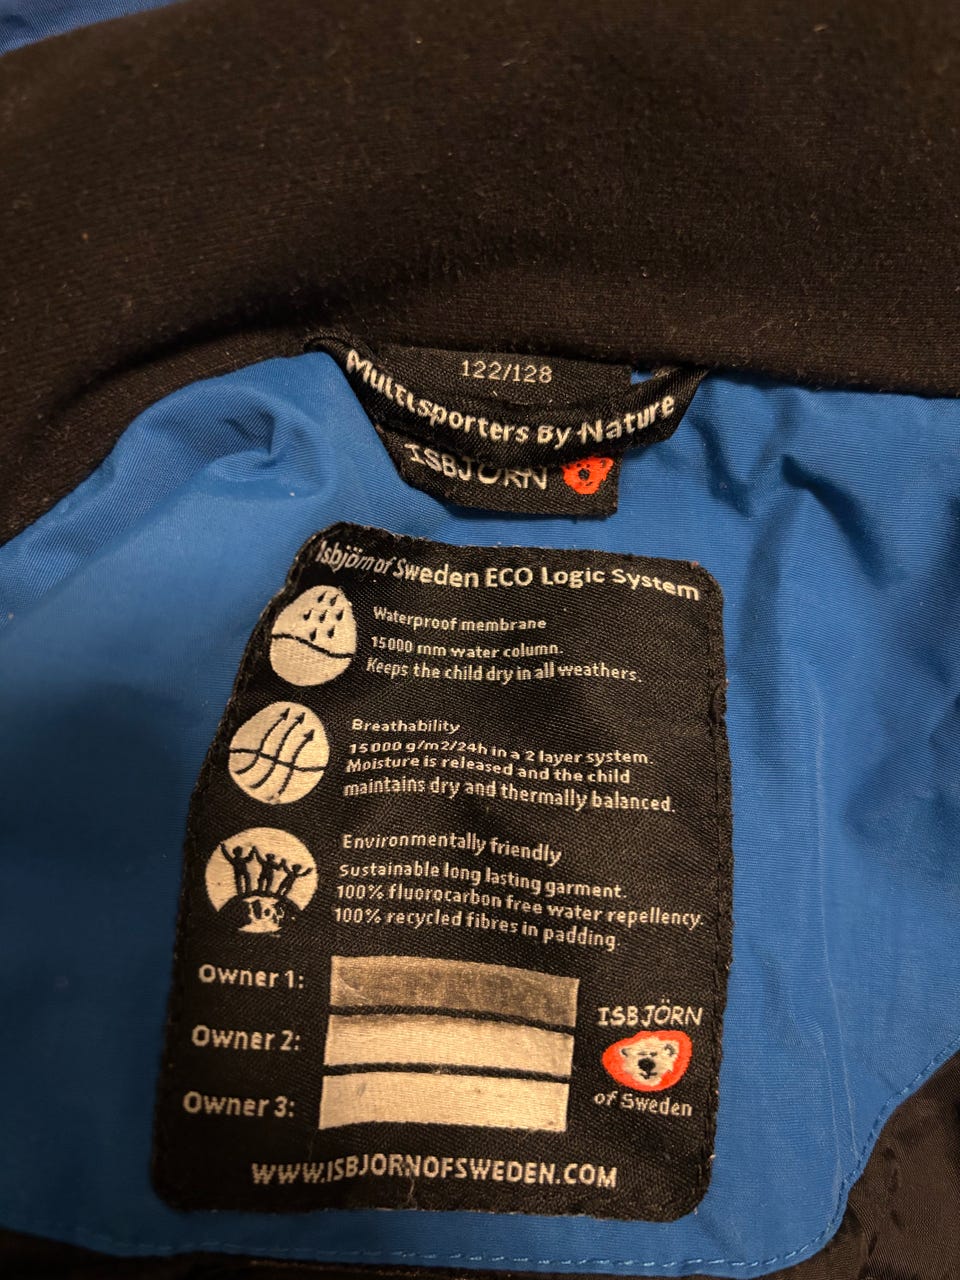 122/128
Multisporters By Nature
ISBJÖRN
Isbjörn of Sweden ECO Logic System
Waterproof membrane
15000 mm water column.
Keeps the child dry in all weathers.
Breathability
15000 g/m2/24h in a 2 layer system.
Moisture is released and the child
maintains dry and thermally balanced.
Environmentally friendly
Sustainable long lasting garment.
100% fluorocarbon free water repellency.
100% recycled fibres in padding.
Owner 1:
Owner 2:
Owner 3:
ISBJÖRN
of Sweden
WWW.ISBJORNOFSWEDEN.COM